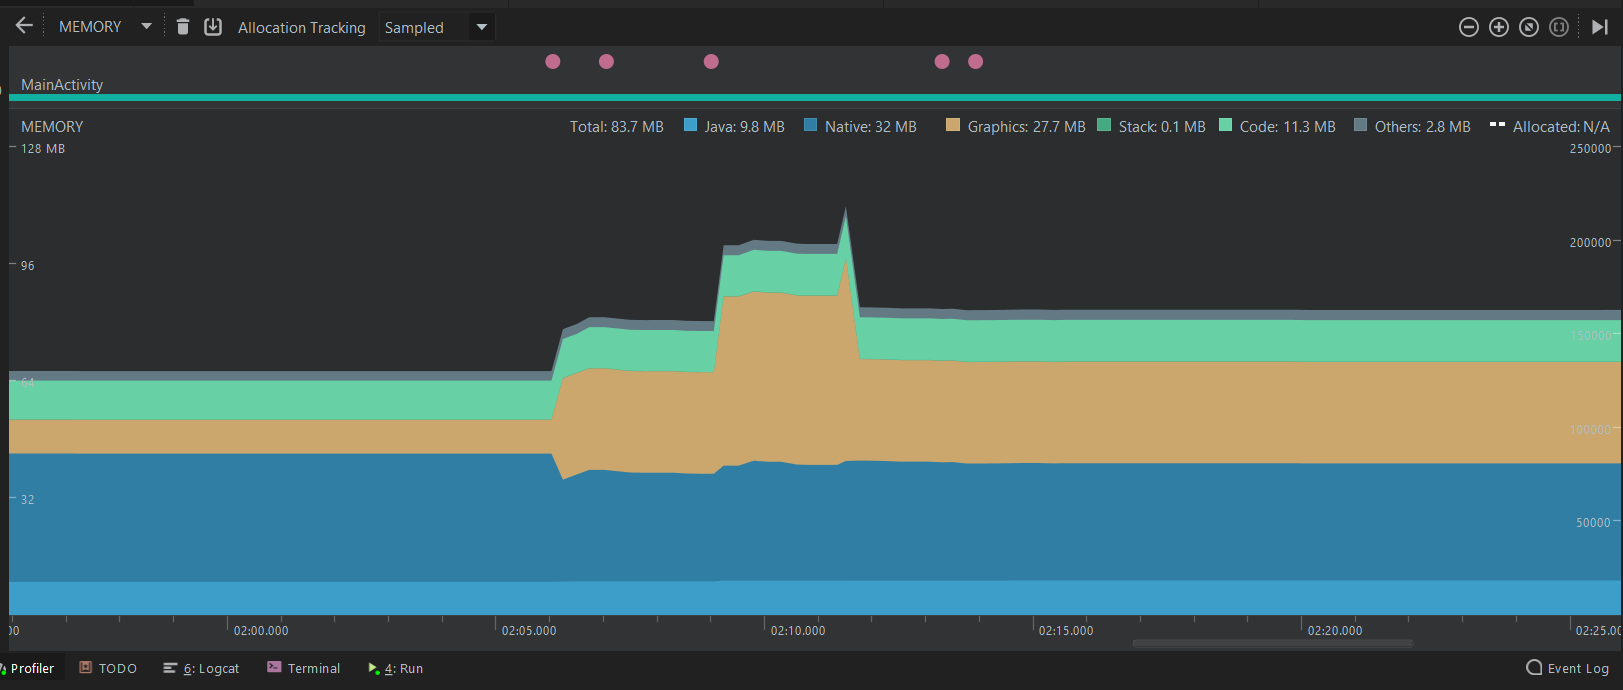 MEMORY Allocation Tracking Sampled
MainActivity
MEMORY Total: 83.7 MB Java: 9.8 MB Native: 32 MB Graphics: 27.7 MB Stack: 0.1 MB Code: 11.3 MB Others: 2.8 MB Allocated: N/A
128 MB 250000
200000
96
150000
64
100000
32
50000
00 02:00.000 02:05.000 02:10.000 02:15.000 02:20.000 02:25.0
Profiler TODO 6: Logcat Terminal 4: Run Event Log